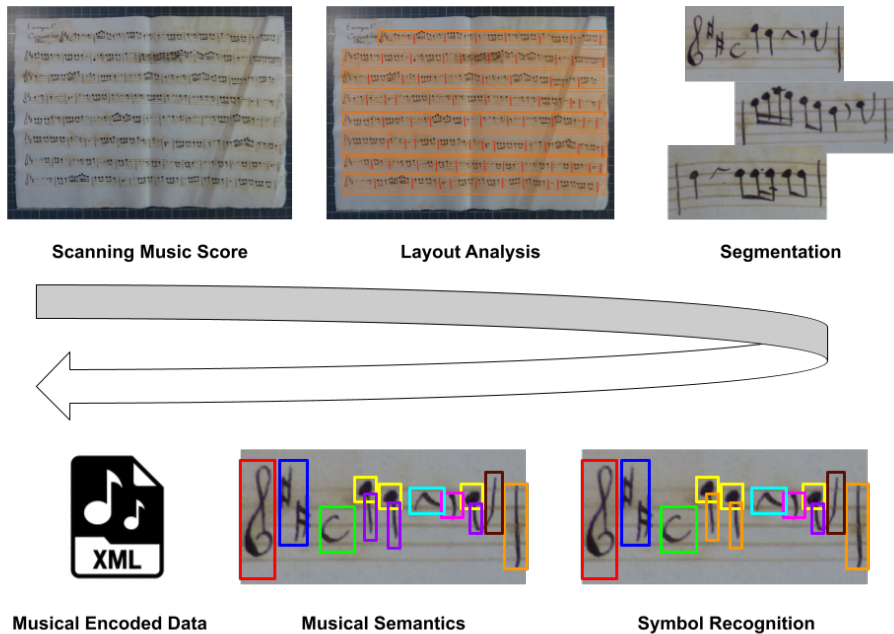 Scanning Music Score
Layout Analysis
Segmentation
XML
Musical Encoded Data
Musical Semantics
Symbol Recognition